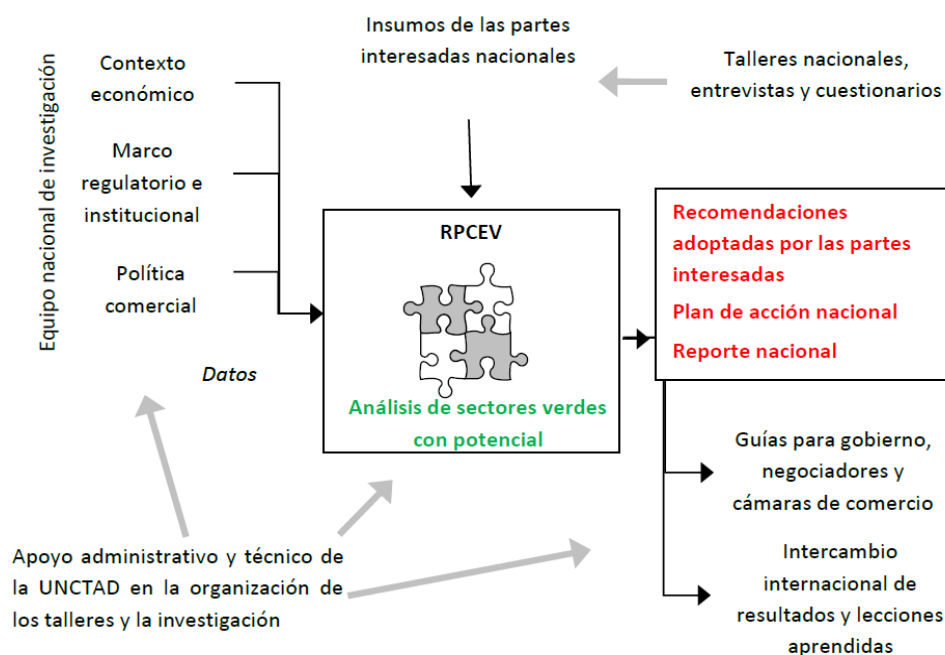 Equipo nacional de investigación
Contexto
económico
Marco
regulatorio e
institucional
Política
comercial
Datos
Insumos de las partes
interesadas nacionales
Talleres nacionales,
entrevistas y cuestionarios
RPCEV
Análisis de sectores verdes
con potencial
Recomendaciones
adoptadas por las partes
interesadas
Plan de acción nacional
Reporte nacional
Guías para gobierno,
negociadores y
cámaras de comercio
Intercambio
internacional de
resultados y lecciones
aprendidas
Apoyo administrativo y técnico de
la UNCTAD en la organización de
los talleres y la investigación